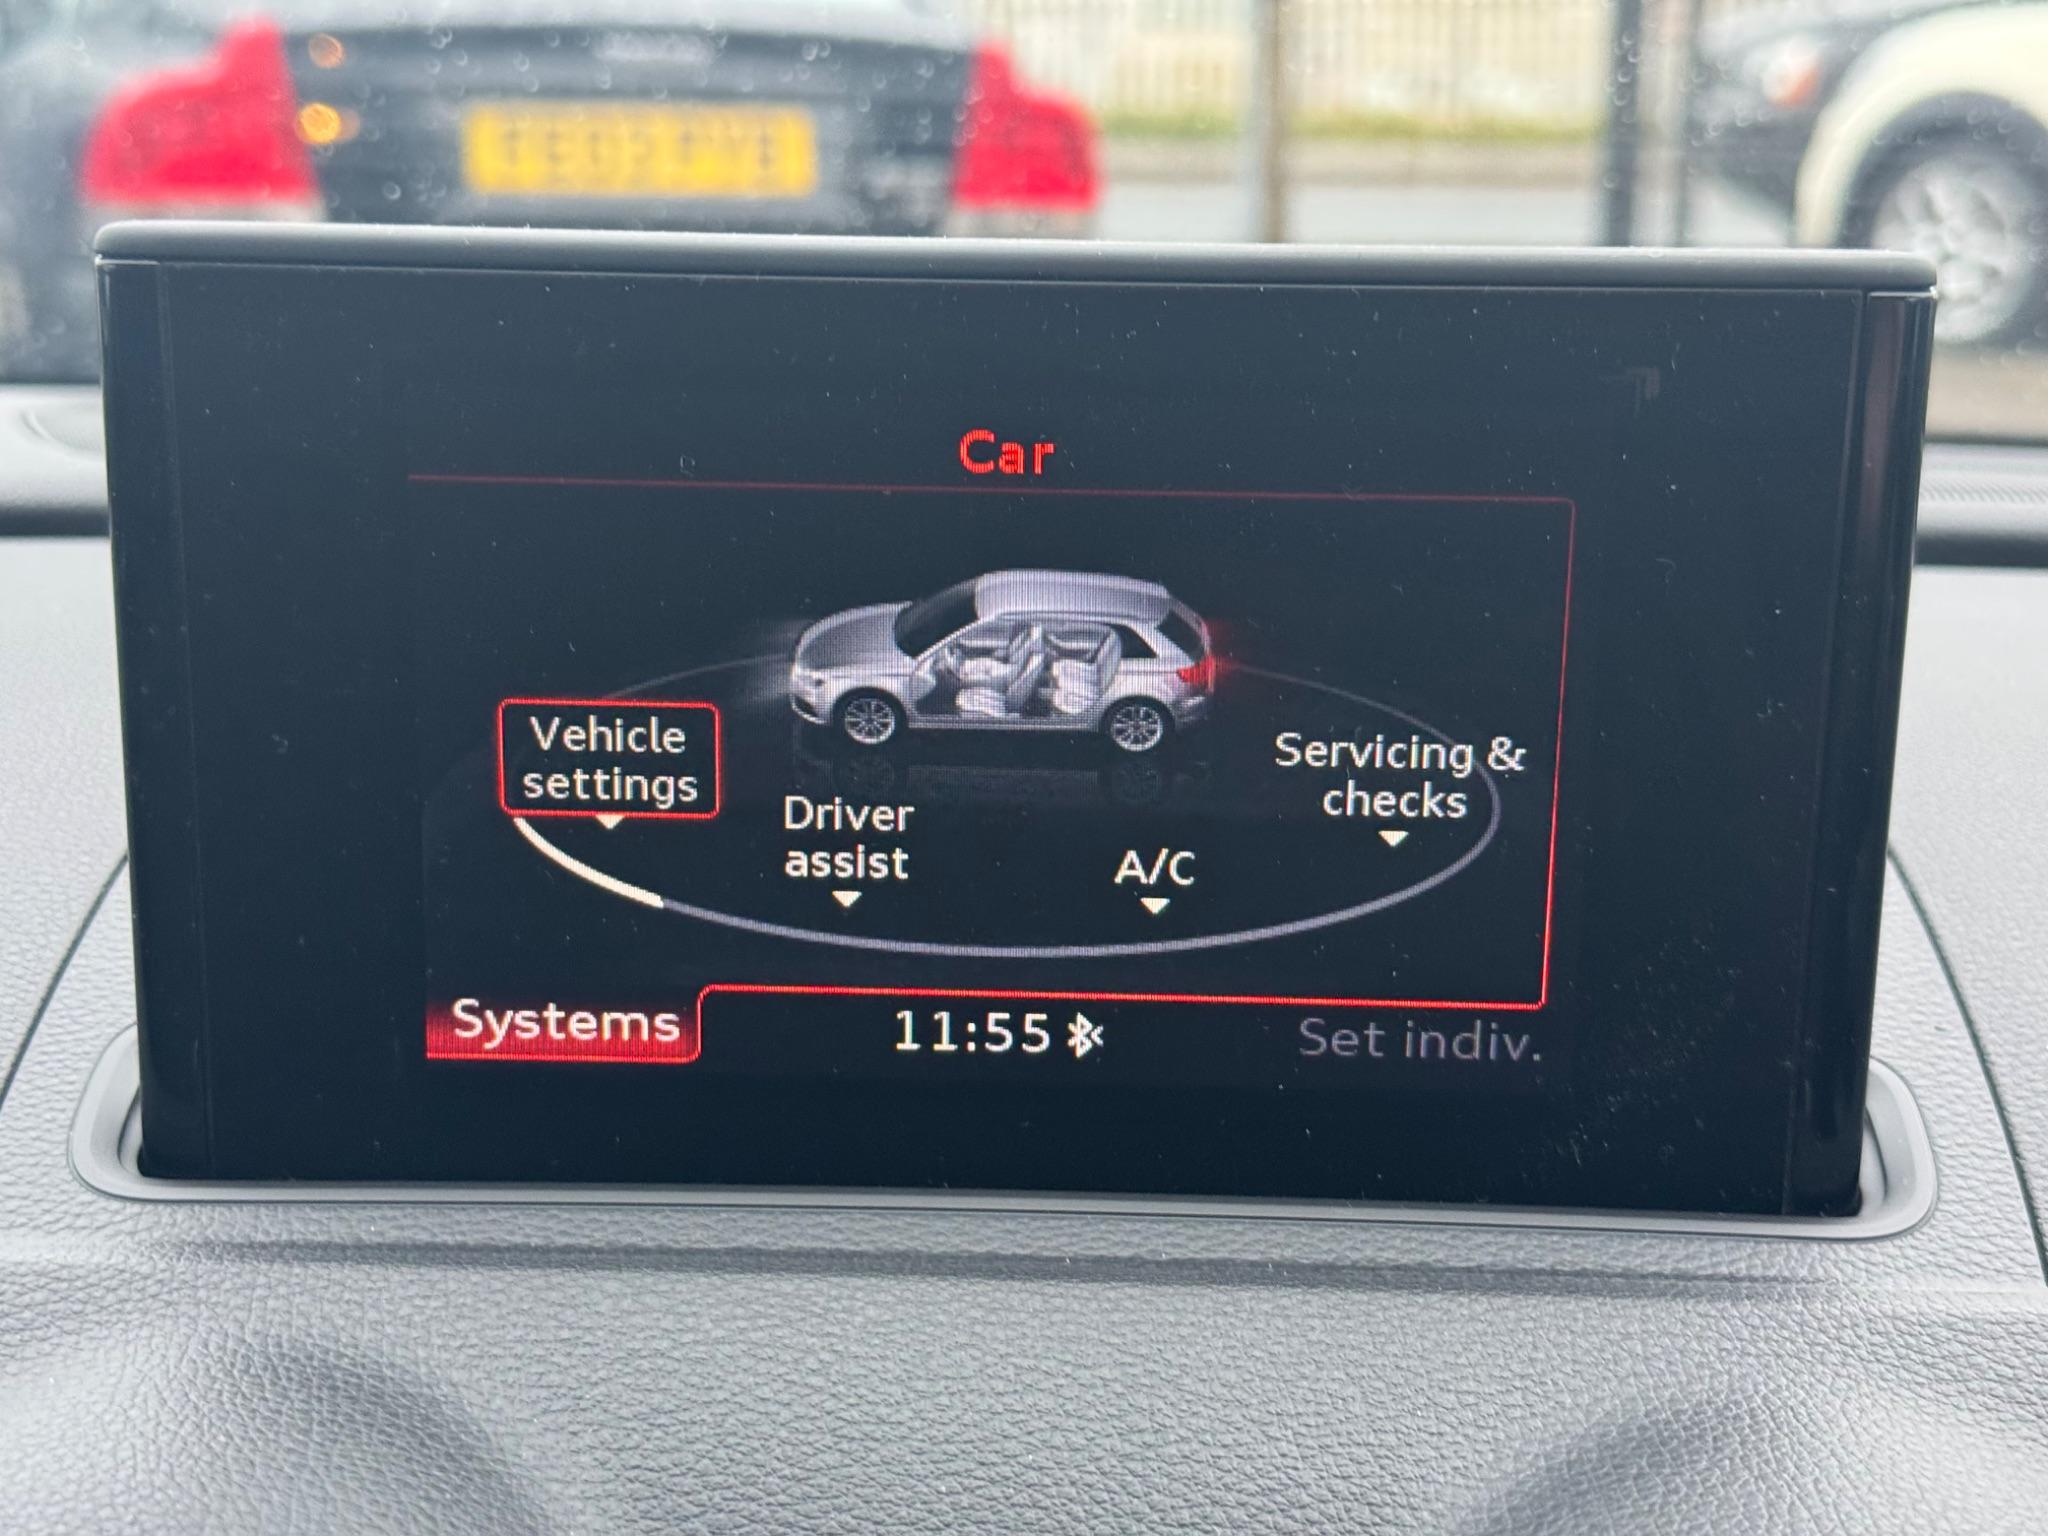 Car
Vehicle
settings
Driver
assist
A/C
Servicing &
checks
Systems
11:55
Set indiv.